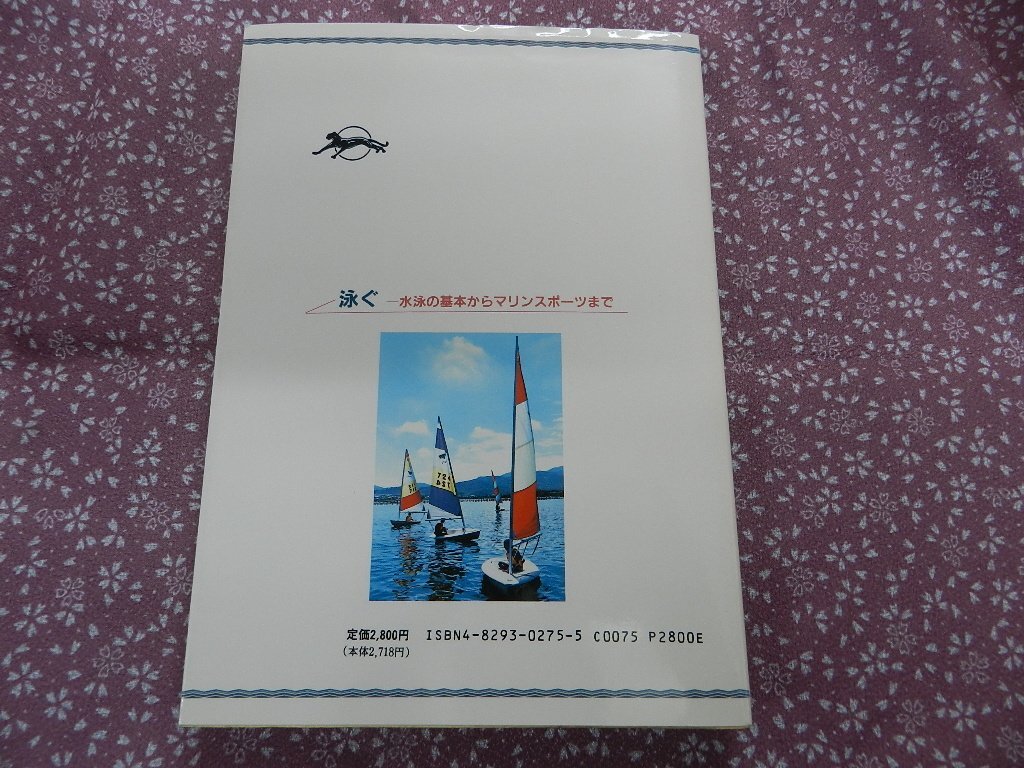 泳ぐ —水泳の基本からマリンスポーツまで
定価2,800円 ISBN4-8293-0275-5 C0075 P2800E
(本体2,718円)